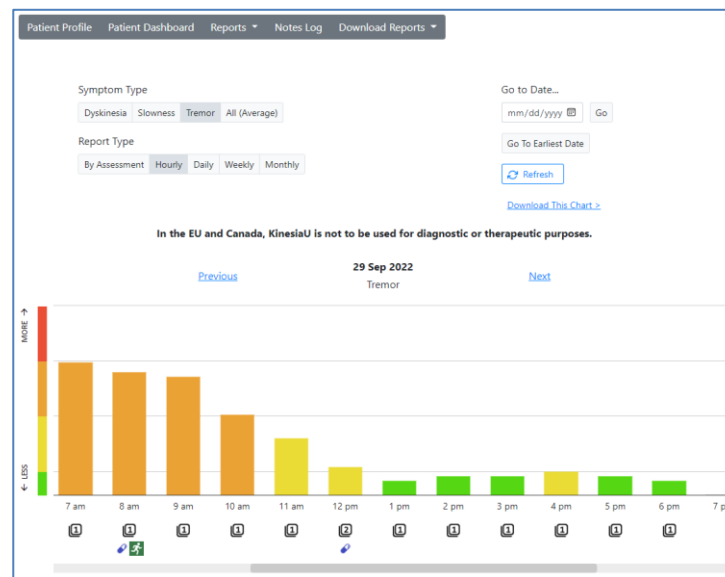 Patient Profile Patient Dashboard Reports Notes Log Download Reports
Symptom Type
Dyskinesia Slowness Tremor All (Average)
Report Type
By Assessment Hourly Daily Weekly Monthly
Go to Date...
mm/dd/yyyy Go
Go To Earliest Date
Refresh
Download This Chart >
In the EU and Canada, KinesiaU is not to be used for diagnostic or therapeutic purposes.
Previous 29 Sep 2022 Next
Tremor
MORE →
← LESS
7 am 8 am 9 am 10 am 11 am 12 pm 1 pm 2 pm 3 pm 4 pm 5 pm 6 pm 7 p
1 1 1 1 1 2 1 1 1 1 1 1